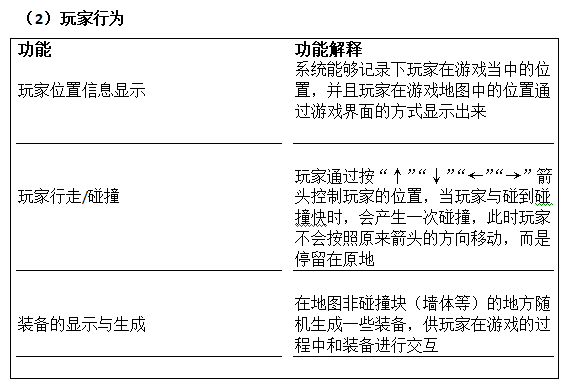 （2）玩家行为
功能 功能解释
系统能够记录下玩家在游戏当中的位
玩家位置信息显示 置，并且玩家在游戏地图中的位置通
过游戏界面的方式显示出来
玩家通过按“↑”“↓”“←”“→”箭
玩家行走/碰撞 头控制玩家的位置，当玩家与碰到碰
撞快时，会产生一次碰撞，此时玩家
不会按照原来箭头的方向移动，而是
停留在原地
在地图非碰撞块（墙体等）的地方随
装备的显示与生成 机生成一些装备，供玩家在游戏的过
程中和装备进行交互